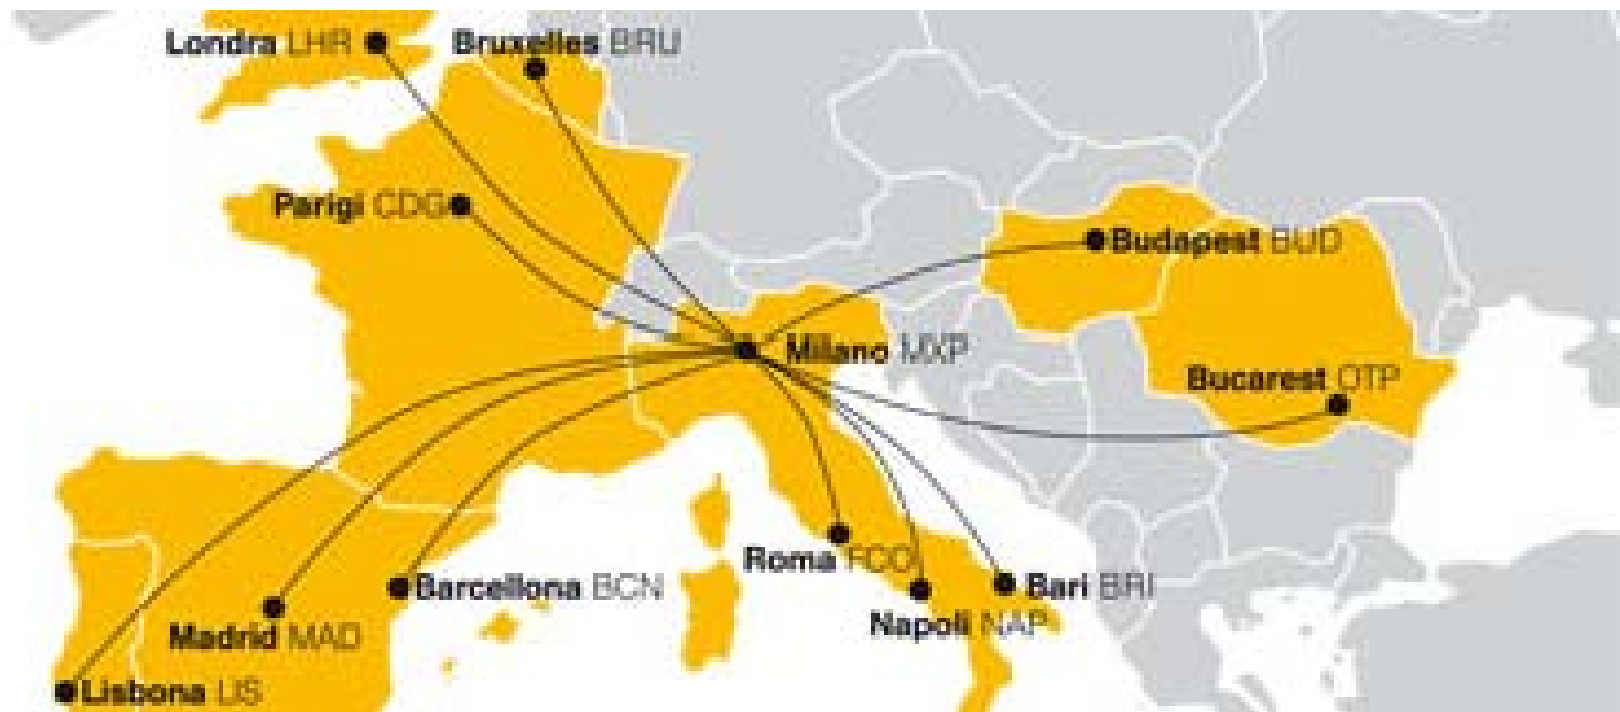 Londra LHR
Bruxelles BRU
Parigi CDG
Budapest BUD
Milano MXP
Bucarest OTP
Roma FCO
Barcellona BCN
Bari BRI
Napoli NAP
Madrid MAD
Lisbona LIS